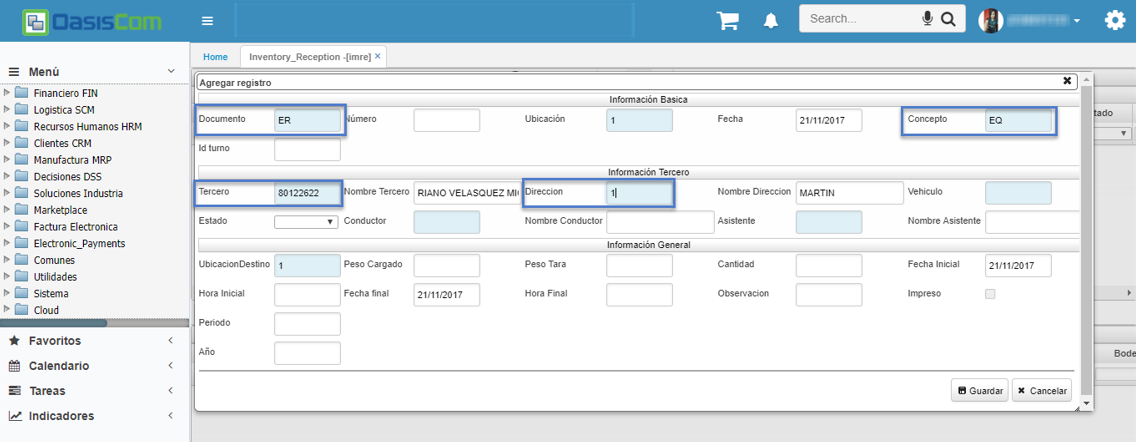 OasisCom
Search...
Home
Inventory_Reception -[imre] ×
Menú
Financiero FIN
Logistica SCM
Recursos Humanos HRM
Clientes CRM
Manufactura MRP
Decisiones DSS
Soluciones Industria
Marketplace
Factura Electronica
Electronic_Payments
Comunes
Utilidades
Sistema
Cloud
Favoritos
Calendario
Tareas
Indicadores
Agregar registro
Información Basica
Documento ER Número Ubicación 1 Fecha 21/11/2017 Concepto EQ
Id turno
Información Tercero
Tercero 80122622 Nombre Tercero RIANO VELASQUEZ Direccion 1 Nombre Direccion MARTIN Vehiculo
Estado Conductor Nombre Conductor Asistente Nombre Asistente
Información General
UbicacionDestino 1 Peso Cargado Peso Tara Cantidad Fecha Inicial 21/11/2017
Hora Inicial Fecha final 21/11/2017 Hora Final Observacion Impreso
Periodo
Año
Guardar Cancelar
tado
Bode